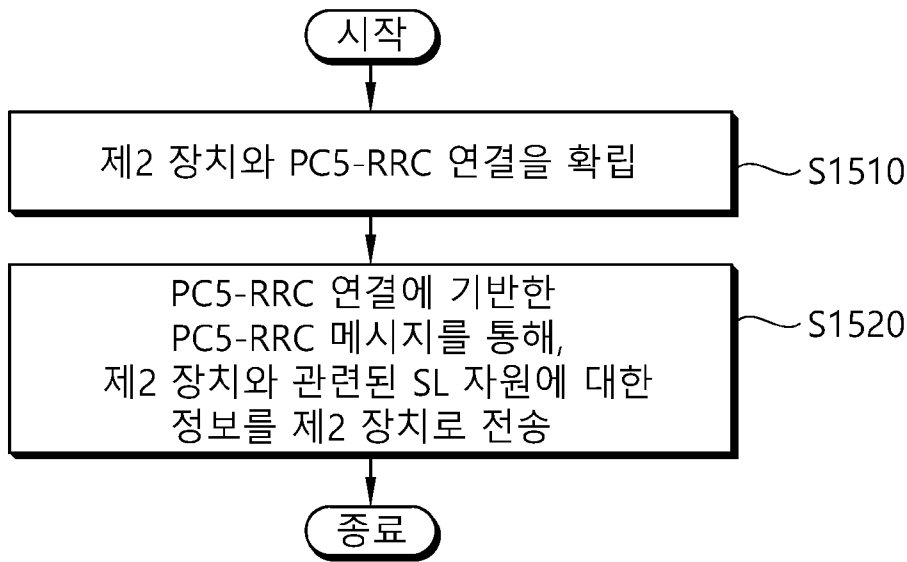 시작
제2 장치와 PC5-RRC 연결을 확립
S1510
PC5-RRC 연결에 기반한
PC5-RRC 메시지를 통해,
제2 장치와 관련된 SL 자원에 대한
정보를 제2 장치로 전송
S1520
종료